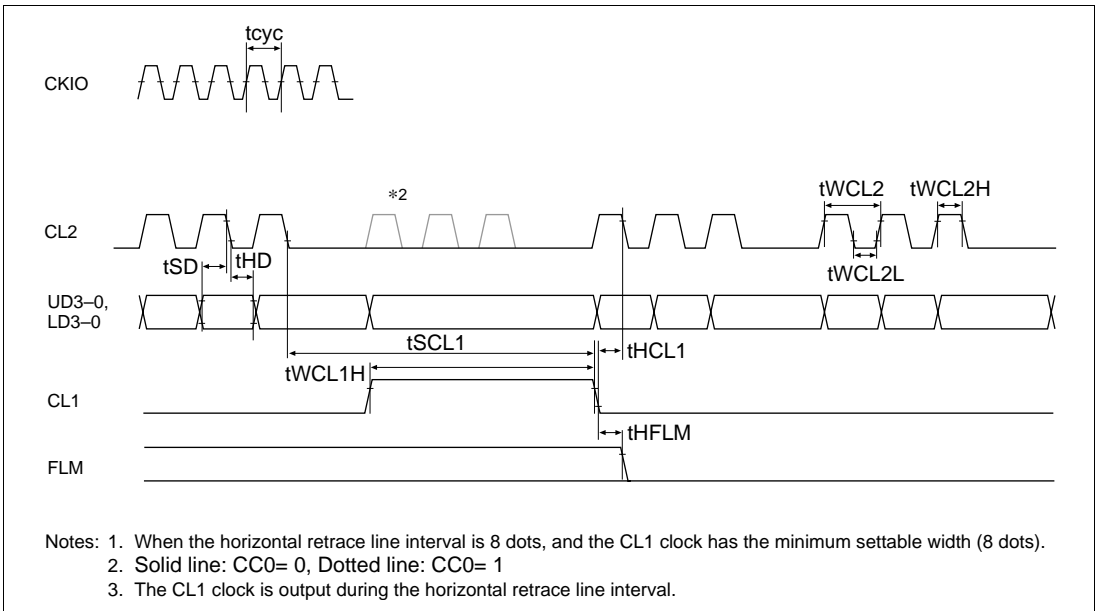 tcyc
CKIO
*2
tWCL2 tWCL2H
CL2
tSD tHD
tWCL2L
UD3–0,
LD3–0
tSCL1
tHCL1
tWCL1H
CL1
tHFLM
FLM
Notes: 1. When the horizontal retrace line interval is 8 dots, and the CL1 clock has the minimum settable width (8 dots).
2. Solid line: CC0= 0, Dotted line: CC0= 1
3. The CL1 clock is output during the horizontal retrace line interval.